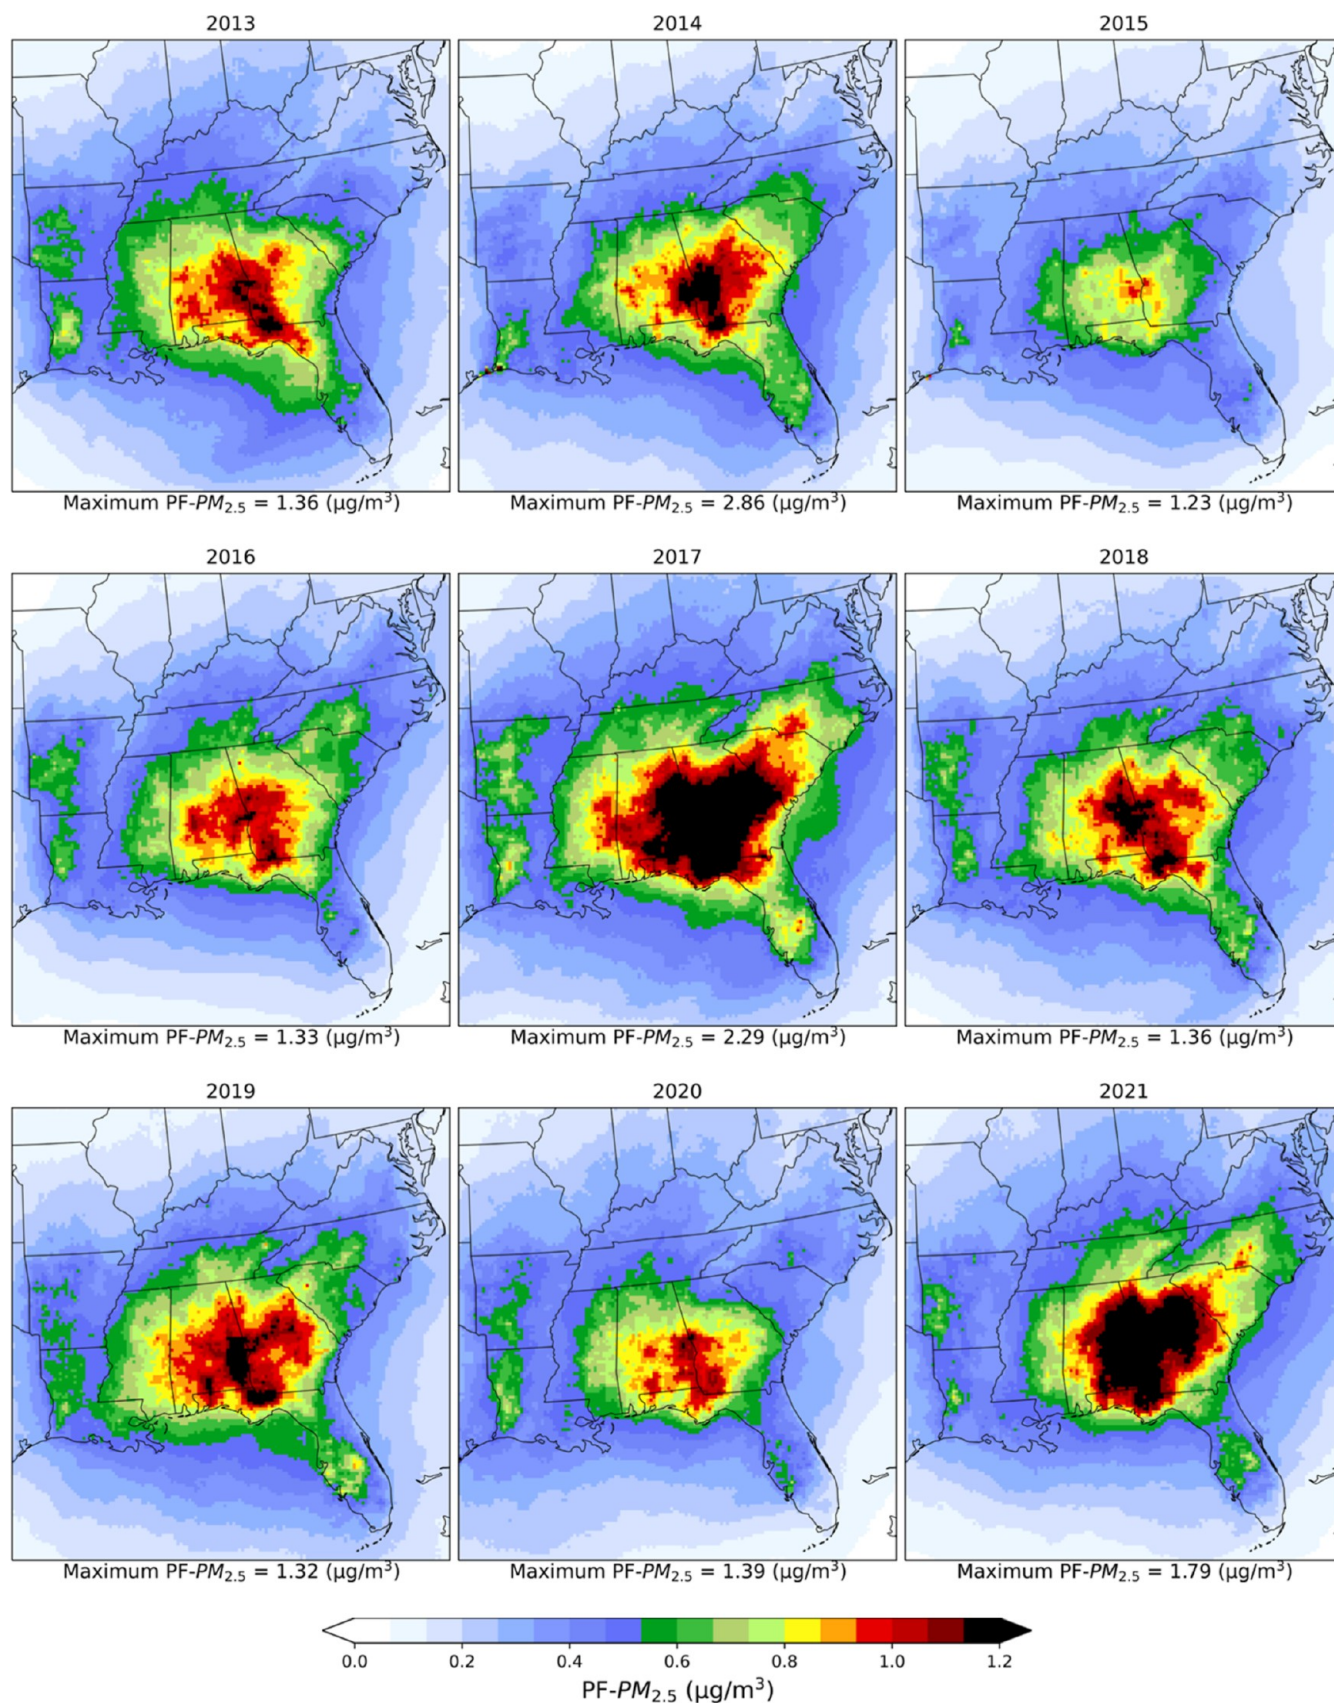 2013 2014 2015
Maximum PF-PM2.5 = 1.36 (μg/m3) Maximum PF-PM2.5 = 2.86 (μg/m3) Maximum PF-PM2.5 = 1.23 (μg/m3)
2016 2017 2018
Maximum PF-PM2.5 = 1.33 (μg/m3) Maximum PF-PM2.5 = 2.29 (μg/m3) Maximum PF-PM2.5 = 1.36 (μg/m3)
2019 2020 2021
Maximum PF-PM2.5 = 1.32 (μg/m3) Maximum PF-PM2.5 = 1.39 (μg/m3) Maximum PF-PM2.5 = 1.79 (μg/m3)
0.0 0.2 0.4 0.6 0.8 1.0 1.2
PF-PM2.5 (μg/m3)